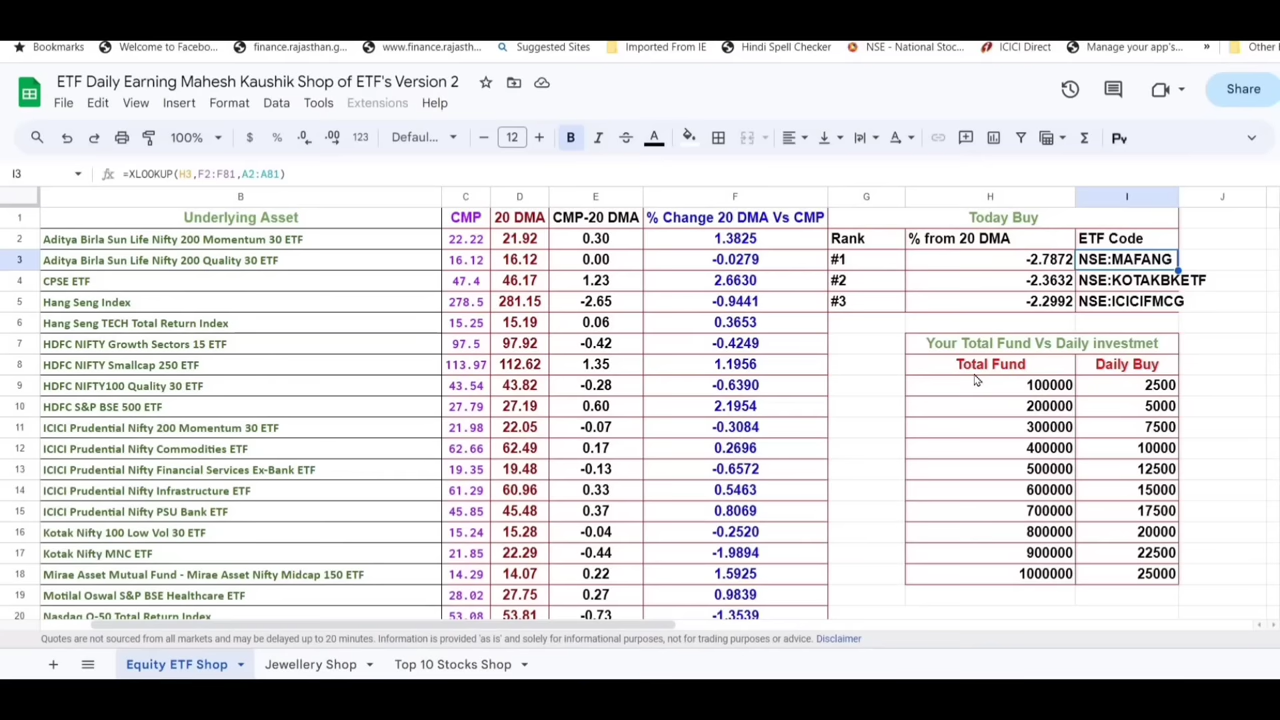 Bookmarks Welcome to Facebo... finance.rajasthan.g... www.finance.rajasth... Suggested Sites Imported From IE Hindi Spell Checker NSE - National Stoc... ICICI Direct Manage your app's... » Other
ETF Daily Earning Mahesh Kaushik Shop of ETF's Version 2
File Edit View Insert Format Data Tools Extensions Help
Share
100% $ % .0 .00 123 Defaul... 12 B I A Σ Py
I3 fx =XLOOKUP(H3,F2:F81,A2:A81)
B C D E F G H I J
1 Underlying Asset CMP 20 DMA CMP-20 DMA % Change 20 DMA Vs CMP Today Buy
2 Aditya Birla Sun Life Nifty 200 Momentum 30 ETF 22.22 21.92 0.30 1.3825 Rank % from 20 DMA ETF Code
3 Aditya Birla Sun Life Nifty 200 Quality 30 ETF 16.12 16.12 0.00 -0.0279 #1 -2.7872 NSE:MAFANG
4 CPSE ETF 47.4 46.17 1.23 2.6630 #2 -2.3632 NSE:KOTAKBKETF
5 Hang Seng Index 278.5 281.15 -2.65 -0.9441 #3 -2.2992 NSE:ICICIFMCG
6 Hang Seng TECH Total Return Index 15.25 15.19 0.06 0.3653
7 HDFC NIFTY Growth Sectors 15 ETF 97.5 97.92 -0.42 -0.4249 Your Total Fund Vs Daily investmet
8 HDFC NIFTY Smallcap 250 ETF 113.97 112.62 1.35 1.1956 Total Fund Daily Buy
9 HDFC NIFTY100 Quality 30 ETF 43.54 43.82 -0.28 -0.6390 100000 2500
10 HDFC S&P BSE 500 ETF 27.79 27.19 0.60 2.1954 200000 5000
11 ICICI Prudential Nifty 200 Momentum 30 ETF 21.98 22.05 -0.07 -0.3084 300000 7500
12 ICICI Prudential Nifty Commodities ETF 62.66 62.49 0.17 0.2696 400000 10000
13 ICICI Prudential Nifty Financial Services Ex-Bank ETF 19.35 19.48 -0.13 -0.6572 500000 12500
14 ICICI Prudential Nifty Infrastructure ETF 61.29 60.96 0.33 0.5463 600000 15000
15 ICICI Prudential Nifty PSU Bank ETF 45.85 45.48 0.37 0.8069 700000 17500
16 Kotak Nifty 100 Low Vol 30 ETF 15.24 15.28 -0.04 -0.2520 800000 20000
17 Kotak Nifty MNC ETF 21.85 22.29 -0.44 -1.9894 900000 22500
18 Mirae Asset Mutual Fund - Mirae Asset Nifty Midcap 150 ETF 14.29 14.07 0.22 1.5925 1000000 25000
19 Motilal Oswal S&P BSE Healthcare ETF 28.02 27.75 0.27 0.9839
20 Nasdaq Q-50 Total Return Index 53.08 53.81 -0.73 -1.3539
Quotes are not sourced from all markets and may be delayed up to 20 minutes. Information is provided 'as is' and solely for informational purposes, not for trading purposes or advice. Disclaimer
Equity ETF Shop Jewellery Shop Top 10 Stocks Shop